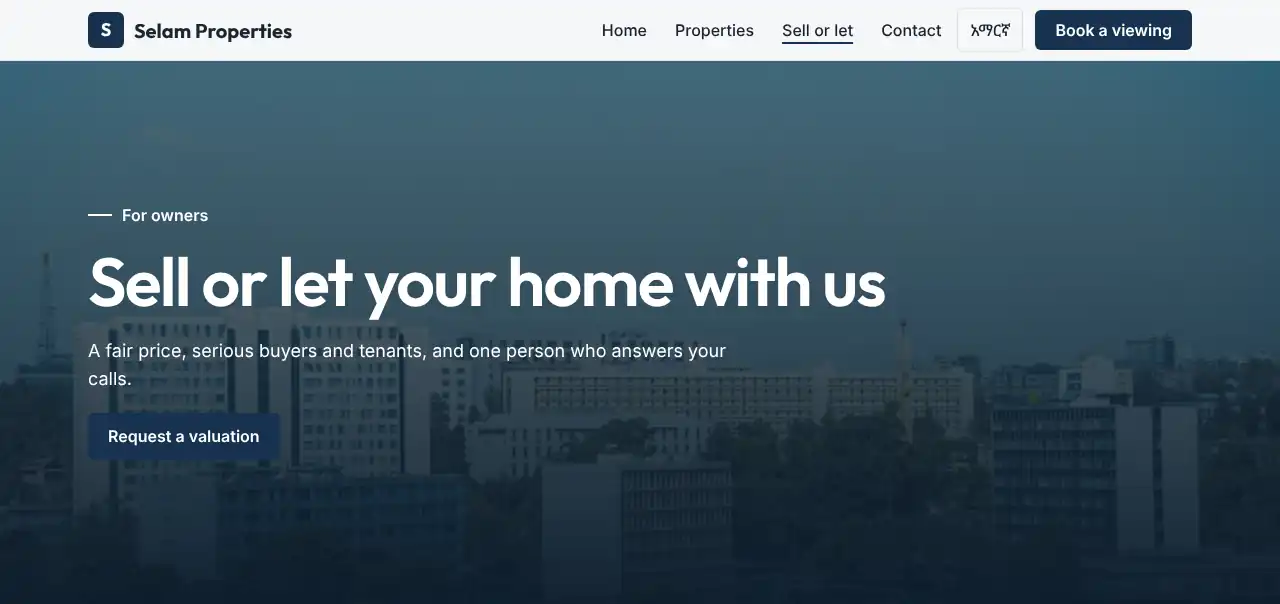 S
Selam Properties
Home
Properties
Sell or let
Contact
አማርኛ
Book a viewing
For owners
Sell or let your home with us
A fair price, serious buyers and tenants, and one person who answers your
calls.
Request a valuation